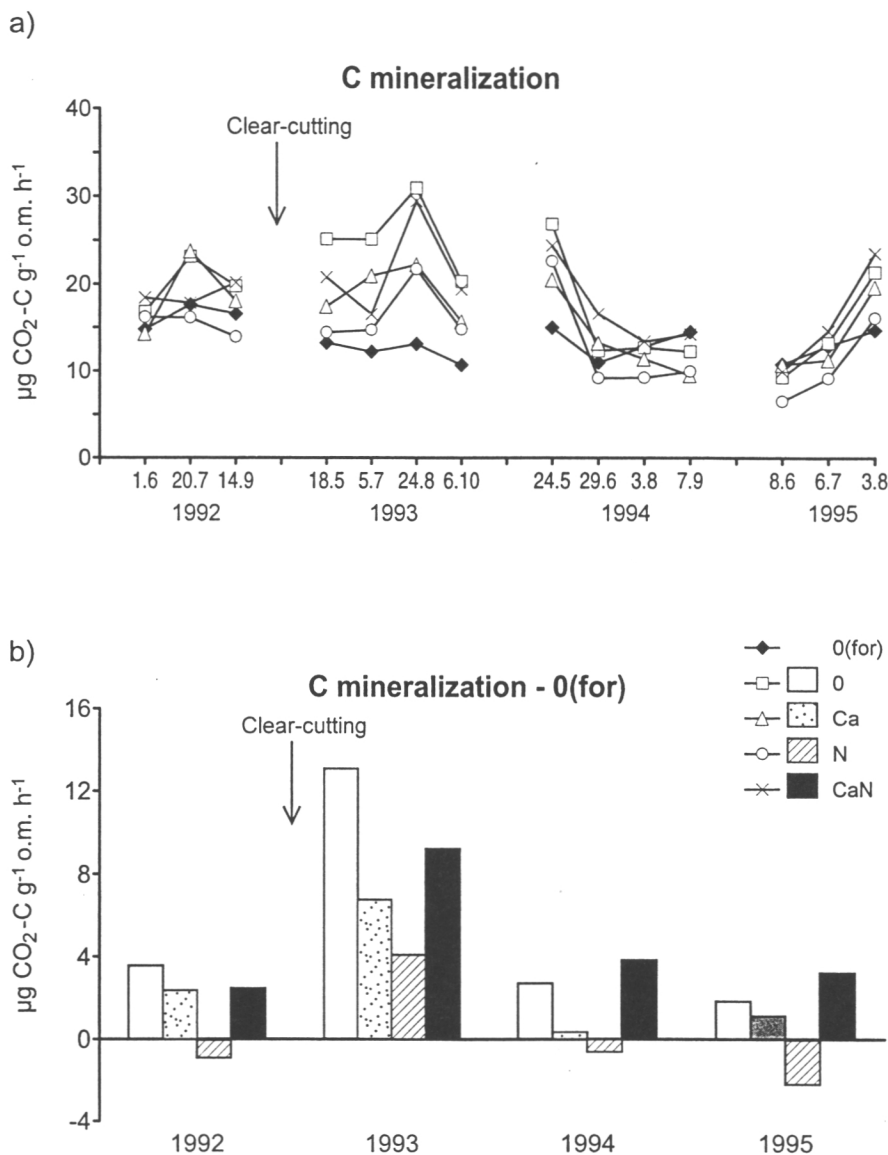 a)
C mineralization
µg CO₂-C g⁻¹ o.m. h⁻¹
40
30
20
10
0
Clear-cutting
1.6 20.7 14.9 18.5 5.7 24.8 6.10 24.5 29.6 3.8 7.9 8.6 6.7 3.8
1992 1993 1994 1995
b)
C mineralization - 0(for)
µg CO₂-C g⁻¹ o.m. h⁻¹
16
12
8
4
0
-4
Clear-cutting
0(for)
0
Ca
N
CaN
1992 1993 1994 1995